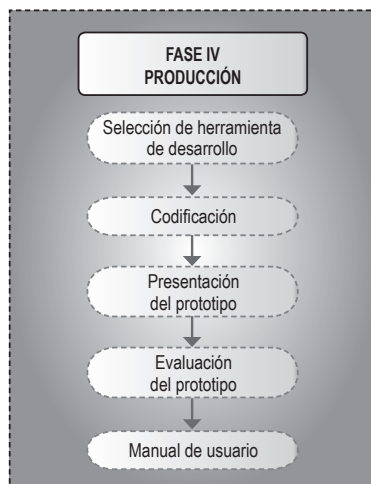 FASE IV
PRODUCCIÓN
Selección de herramienta
de desarrollo
Codificación
Presentación
del prototipo
Evaluación
del prototipo
Manual de usuario